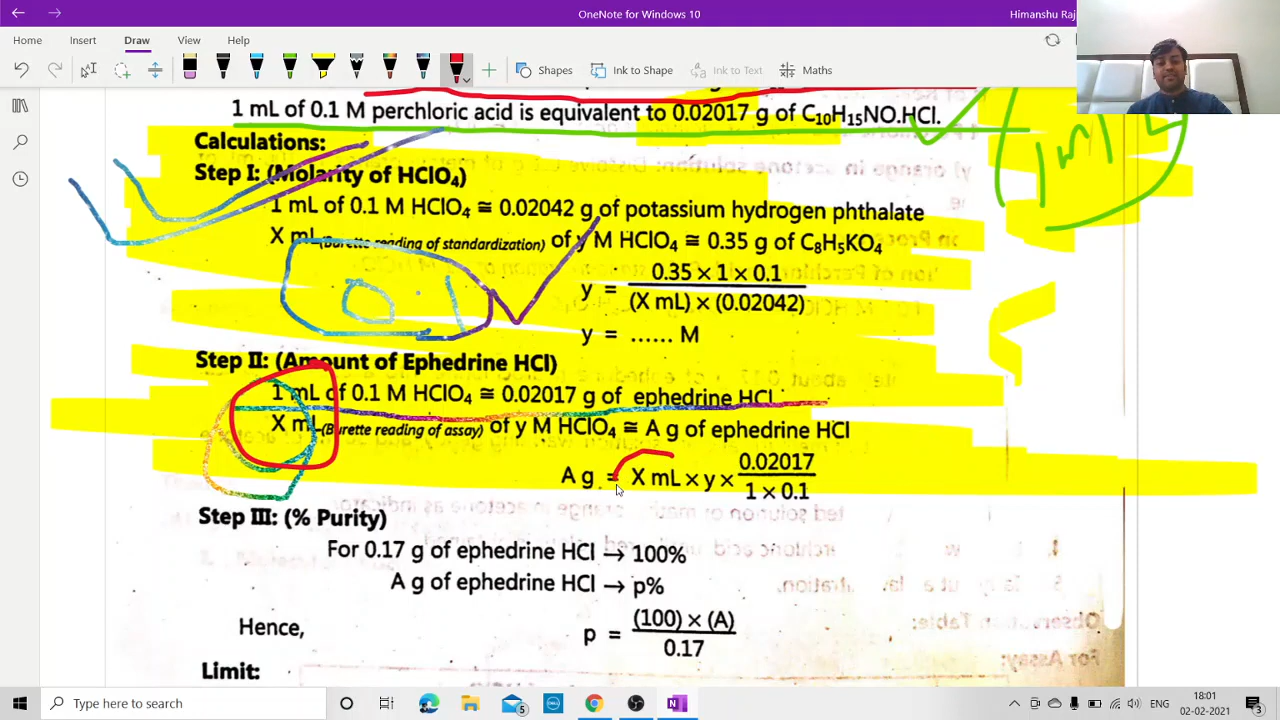 OneNote for Windows 10
Himanshu Raj
Home Insert Draw View Help
Shapes Ink to Shape Ink to Text Maths
1 mL of 0.1 M perchloric acid is equivalent to 0.02017 g of C₁₀H₁₅NO.HCl.
Calculations:
Step I: (Molarity of HClO₄)
1 mL of 0.1 M HClO₄ ≅ 0.02042 g of potassium hydrogen phthalate
X mL (Burette reading of standardization) of y M HClO₄ ≅ 0.35 g of C₈H₅KO₄
y = 0.35 × 1 × 0.1 / (X mL) × (0.02042)
y = ...... M
Step II: (Amount of Ephedrine HCl)
1 mL of 0.1 M HClO₄ ≅ 0.02017 g of ephedrine HCl
X mL (Burette reading of assay) of y M HClO₄ ≅ A g of ephedrine HCl
A g = X mL × y × 0.02017 / 1 × 0.1
Step III: (% Purity)
For 0.17 g of ephedrine HCl → 100%
A g of ephedrine HCl → p%
Hence, p = (100) × (A) / 0.17
Limit:
Type here to search
5
ENG
18:01
02-02-2021
3